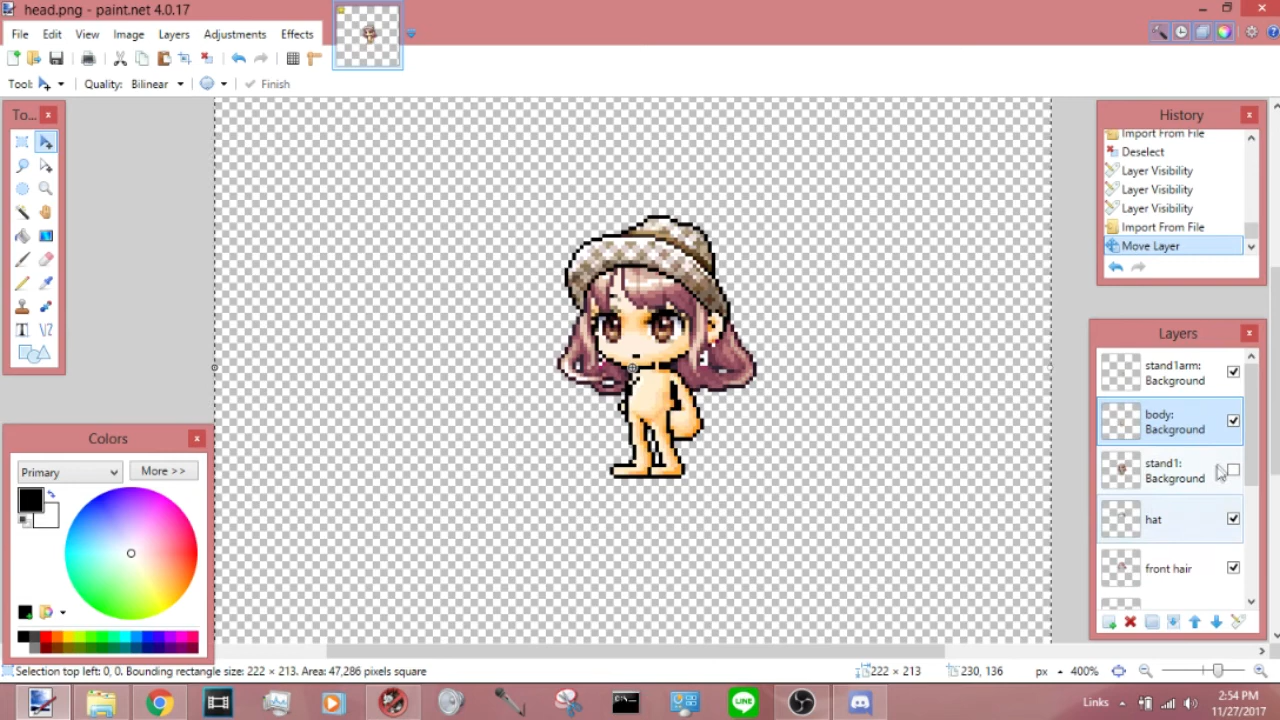 head.png - paint.net 4.0.17
File Edit View Image Layers Adjustments Effects
Tool: Quality: Bilinear Finish
To...
History
Import From File
Deselect
Layer Visibility
Layer Visibility
Layer Visibility
Import From File
Move Layer
Layers
stand1arm:
Background
body:
Background
stand1:
Background
hat
front hair
Colors
Primary
More >>
Selection top left: 0, 0. Bounding rectangle size: 222 × 213. Area: 47,286 pixels square
222 × 213
230, 136
px
400%
LINE
Links
2:54 PM
11/27/2017